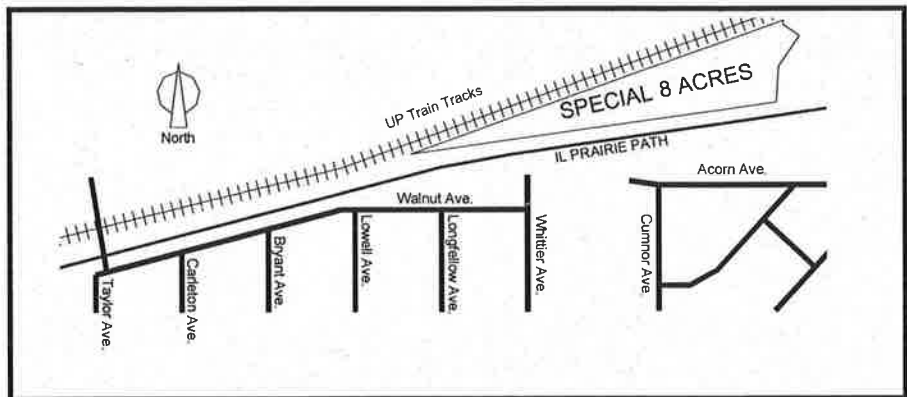 North
UP Train Tracks
SPECIAL 8 ACRES
IL PRAIRIE PATH
Acorn Ave.
Walnut Ave.
Taylor Ave.
Carleton Ave.
Bryant Ave.
Lowell Ave.
Longfellow Ave.
Whittier Ave.
Cumnor Ave.